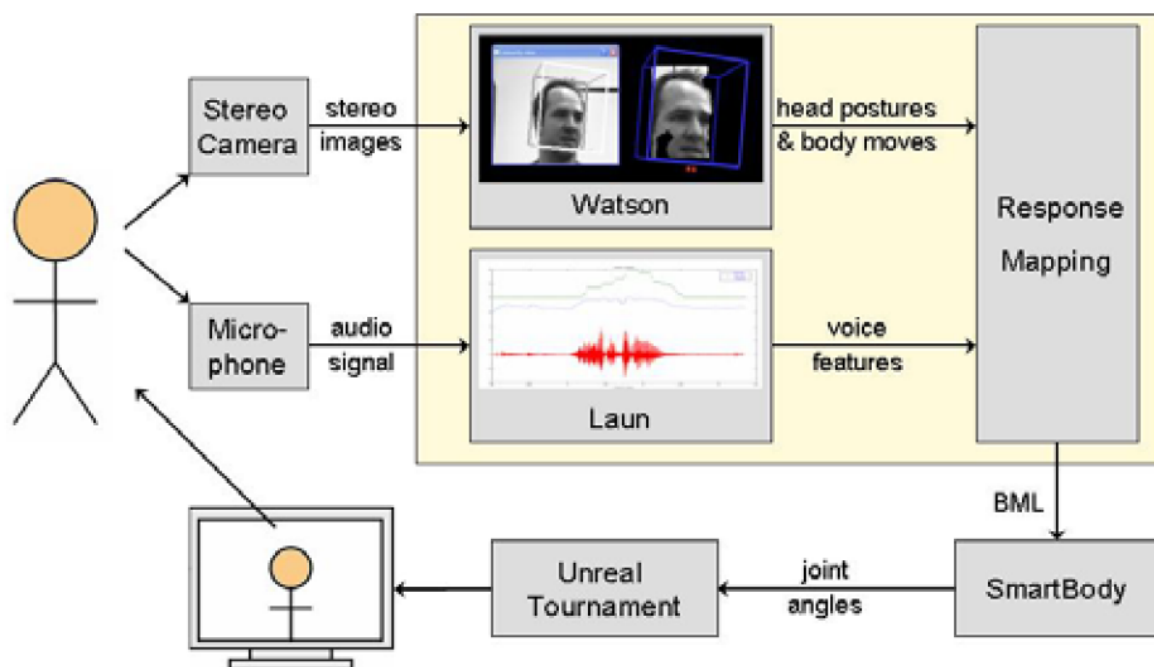 Stereo
Camera
stereo
images
Watson
head postures
& body moves
Response
Mapping
Micro-
phone
audio
signal
Laun
voice
features
BML
Unreal
Tournament
joint
angles
SmartBody